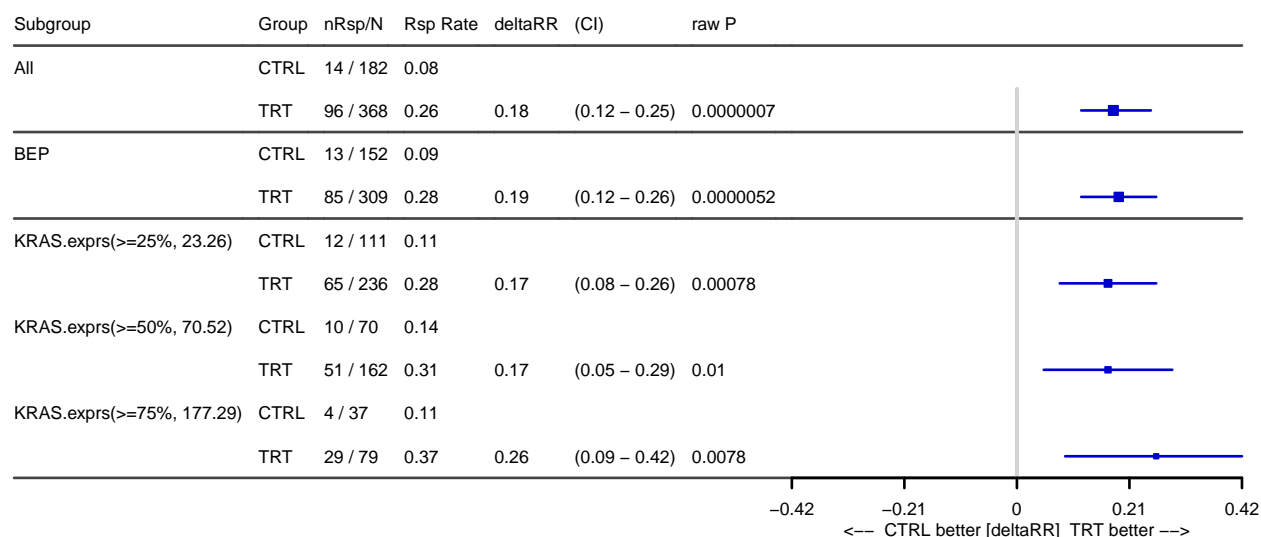 Subgroup Group nRsp/N Rsp Rate deltaRR (CI) raw P
All CTRL 14 / 182 0.08
TRT 96 / 368 0.26 0.18 (0.12 − 0.25) 0.0000007
BEP CTRL 13 / 152 0.09
TRT 85 / 309 0.28 0.19 (0.12 − 0.26) 0.0000052
KRAS.exprs(>=25%, 23.26) CTRL 12 / 111 0.11
TRT 65 / 236 0.28 0.17 (0.08 − 0.26) 0.00078
KRAS.exprs(>=50%, 70.52) CTRL 10 / 70 0.14
TRT 51 / 162 0.31 0.17 (0.05 − 0.29) 0.01
KRAS.exprs(>=75%, 177.29) CTRL 4 / 37 0.11
TRT 29 / 79 0.37 0.26 (0.09 − 0.42) 0.0078
−0.42 −0.21 0 0.21 0.42
<−− CTRL better [deltaRR] TRT better −−>